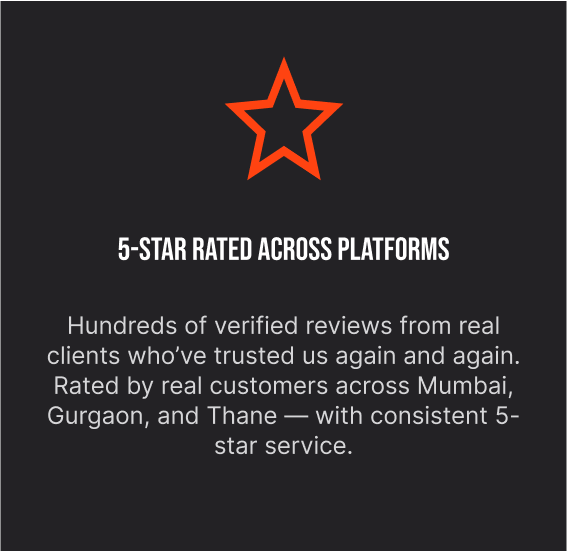 5-STAR RATED ACROSS PLATFORMS
Hundreds of verified reviews from real
clients who’ve trusted us again and again.
Rated by real customers across Mumbai,
Gurgaon, and Thane — with consistent 5-
star service.